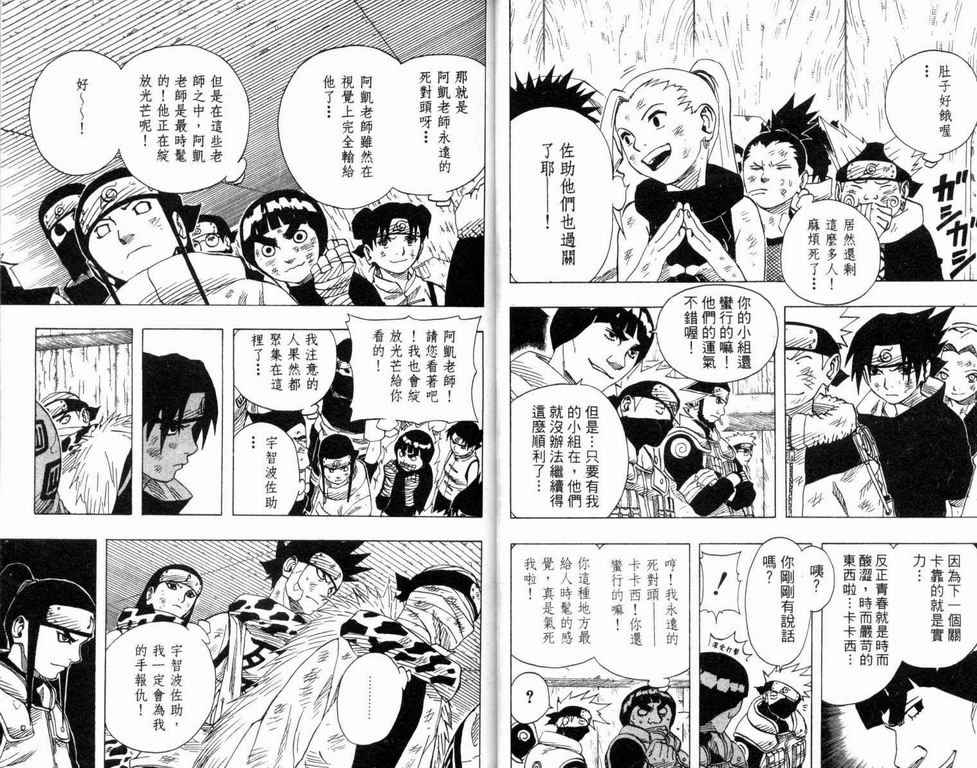 肚子好餓喔
…
佐助他們也過關
了耶——！
居然還剩
這麼多人！
麻煩死了…
ガシガシ
你的小組還
蠻行的嘛！
他們的運氣
不錯喔！
但是…只要有我
的小組在，他們
就沒辦法繼續得
這麼順利了…
因為下一個關
卡靠的就是實
力…
反正青春就是時而
酸澀，時而嚴苛的
東西啦…卡卡西…
咦？
你剛剛有說話
嗎？
！
哼！我永遠的
死對頭——
卡卡西！你還
蠻行的嘛！
你這種地方最
給人時髦的感
覺，真是氣死
我啦！
？
那就是
阿凱老師永遠的
死對頭呀…
阿凱老師雖然在
視覺上完全輸給
他了…
但是在這些老
師之中，阿凱
老師是最時髦
的！他正在綻
放光芒呢！
好～！
阿凱老師！
請您看著吧
！我也會綻
放光芒給你
看的！
我注意的
人果然都
聚集在這
裡了…
…
宇智波佐助
………
宇智波佐助，
我一定會為我
的手報仇！